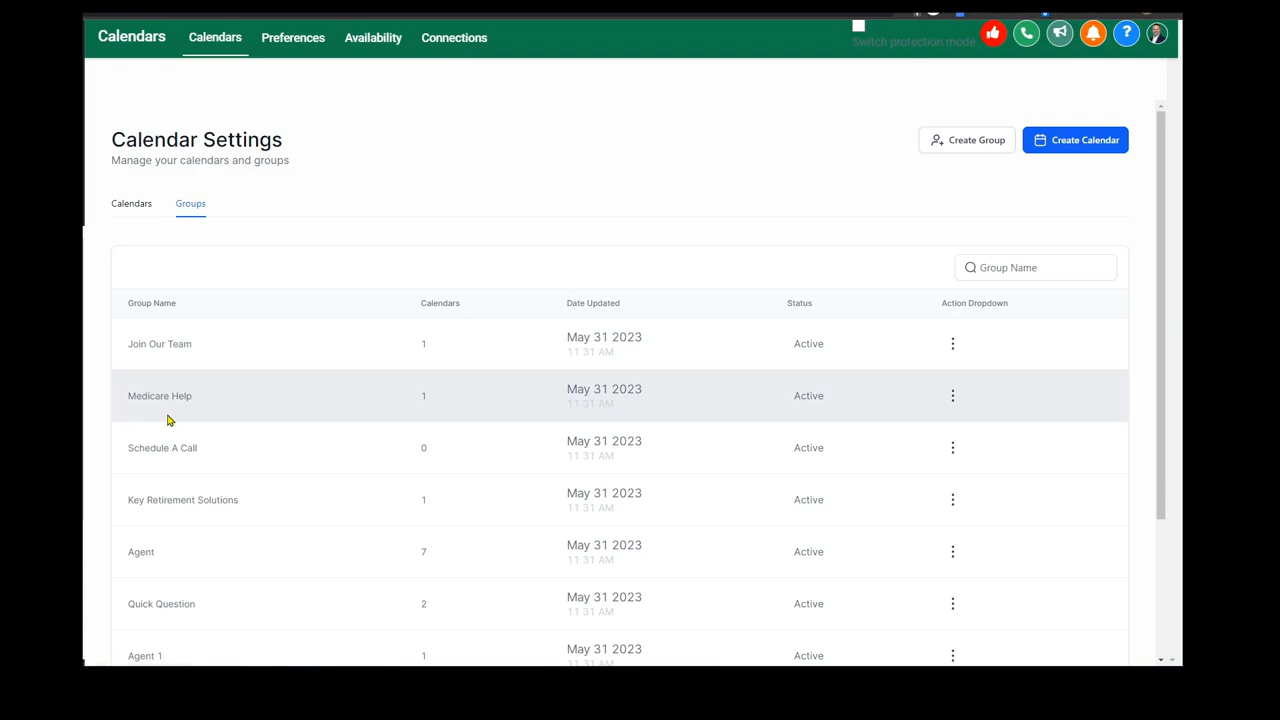 Calendars Calendars Preferences Availability Connections
Switch protection mode
Calendar Settings
Manage your calendars and groups
Create Group Create Calendar
Calendars Groups
Group Name
Group Name Calendars Date Updated Status Action Dropdown
Join Our Team 1 May 31 2023 Active
11 31 AM
Medicare Help 1 May 31 2023 Active
11 31 AM
Schedule A Call 0 May 31 2023 Active
11 31 AM
Key Retirement Solutions 1 May 31 2023 Active
11 31 AM
Agent 7 May 31 2023 Active
11 31 AM
Quick Question 2 May 31 2023 Active
11 31 AM
Agent 1 1 May 31 2023 Active
11 31 AM